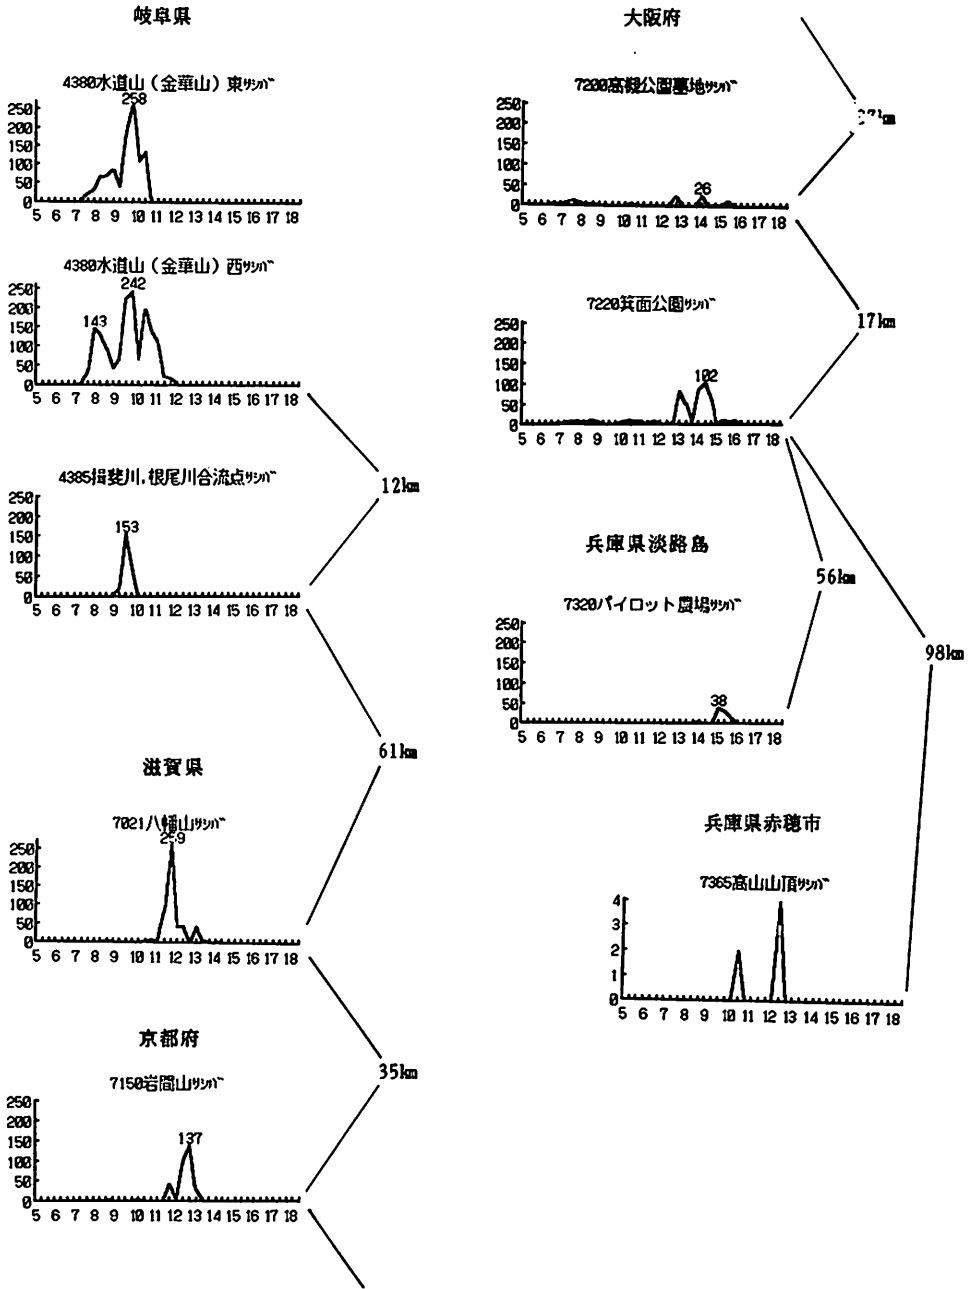 岐阜県
4380水道山（金華山）東サシバ
258
250
200
150
100
50
0
5 6 7 8 9 10 11 12 13 14 15 16 17 18
4380水道山（金華山）西サシバ
242
143
250
200
150
100
50
0
5 6 7 8 9 10 11 12 13 14 15 16 17 18
12km
4385揖斐川,根尾川合流点サシバ
153
250
200
150
100
50
0
5 6 7 8 9 10 11 12 13 14 15 16 17 18
61km
滋賀県
7021八幡山サシバ
259
250
200
150
100
50
0
5 6 7 8 9 10 11 12 13 14 15 16 17 18
35km
京都府
7150岩間山サシバ
137
250
200
150
100
50
0
5 6 7 8 9 10 11 12 13 14 15 16 17 18
大阪府
7200高槻公園墓地サシバ
26
250
200
150
100
50
0
5 6 7 8 9 10 11 12 13 14 15 16 17 18
17km
7220箕面公園サシバ
102
250
200
150
100
50
0
5 6 7 8 9 10 11 12 13 14 15 16 17 18
56km
98km
兵庫県淡路島
7320パイロット農場サシバ
38
250
200
150
100
50
0
5 6 7 8 9 10 11 12 13 14 15 16 17 18
兵庫県赤穂市
7365高山山頂サシバ
4
3
2
1
0
5 6 7 8 9 10 11 12 13 14 15 16 17 18